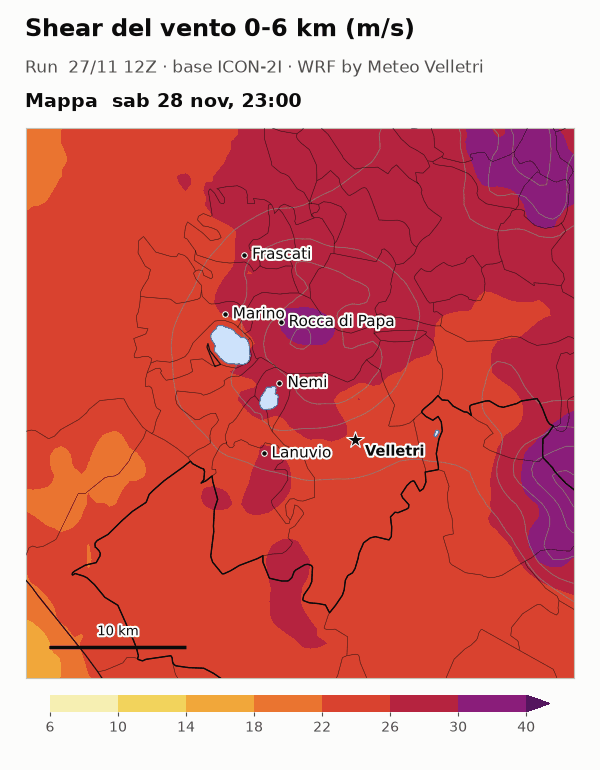 Shear del vento 0-6 km (m/s)
Run  27/11 12Z · base ICON-2I · WRF by Meteo Velletri
Mappa  sab 28 nov, 23:00
Frascati
Marino
Rocca di Papa
Nemi
Velletri
Lanuvio
10 km
6 10 14 18 22 26 30 40